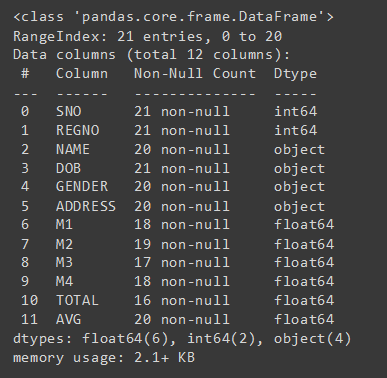 <class 'pandas.core.frame.DataFrame'>
RangeIndex: 21 entries, 0 to 20
Data columns (total 12 columns):
 #   Column   Non-Null Count  Dtype
---  ------   --------------  -----
 0   SNO      21 non-null     int64
 1   REGNO    21 non-null     int64
 2   NAME     20 non-null     object
 3   DOB      21 non-null     object
 4   GENDER   20 non-null     object
 5   ADDRESS  20 non-null     object
 6   M1       18 non-null     float64
 7   M2       19 non-null     float64
 8   M3       17 non-null     float64
 9   M4       18 non-null     float64
 10  TOTAL    16 non-null     float64
 11  AVG      20 non-null     float64
dtypes: float64(6), int64(2), object(4)
memory usage: 2.1+ KB